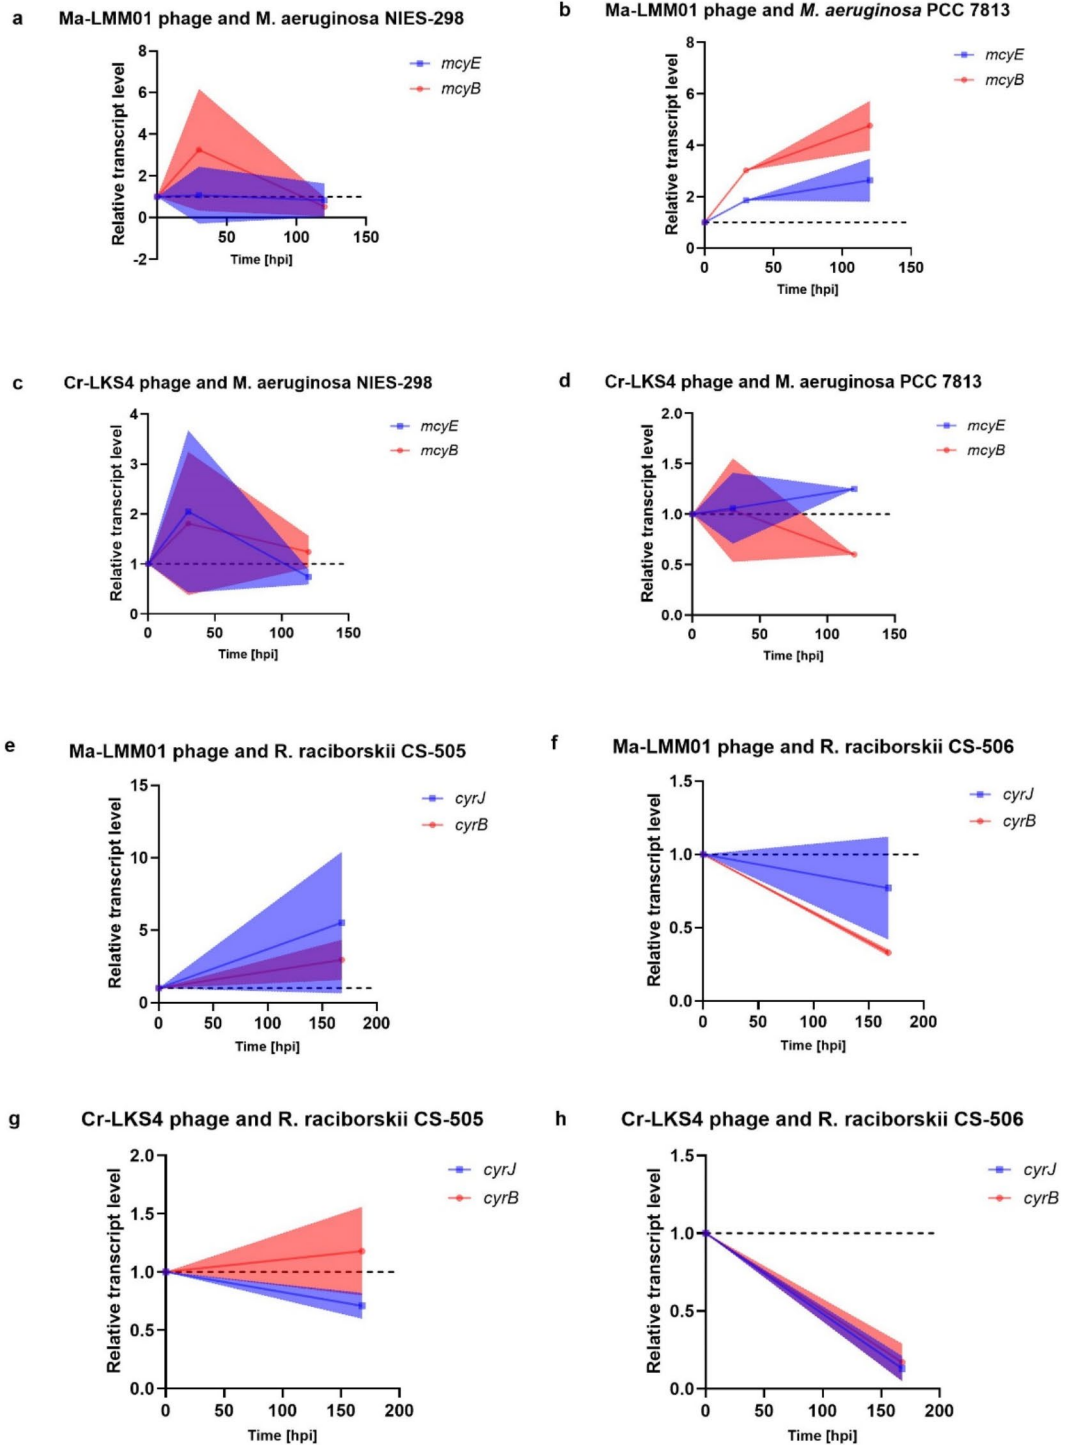 a
Ma-LMM01 phage and M. aeruginosa NIES-298
Relative transcript level
8
6
4
2
0
-2
50
100
150
Time [hpi]
mcyE
mcyB
b
Ma-LMM01 phage and M. aeruginosa PCC 7813
Relative transcript level
8
6
4
2
0
0
50
100
150
Time [hpi]
mcyE
mcyB
c
Cr-LKS4 phage and M. aeruginosa NIES-298
Relative transcript level
4
3
2
1
0
0
50
100
150
Time [hpi]
mcyE
mcyB
d
Cr-LKS4 phage and M. aeruginosa PCC 7813
Relative transcript level
2.0
1.5
1.0
0.5
0.0
0
50
100
150
Time [hpi]
mcyE
mcyB
e
Ma-LMM01 phage and R. raciborskii CS-505
Relative transcript level
15
10
5
0
0
50
100
150
200
Time [hpi]
cyrJ
cyrB
f
Ma-LMM01 phage and R. raciborskii CS-506
Relative transcript level
1.5
1.0
0.5
0.0
0
50
100
150
200
Time [hpi]
cyrJ
cyrB
g
Cr-LKS4 phage and R. raciborskii CS-505
Relative transcript level
2.0
1.5
1.0
0.5
0.0
0
50
100
150
200
Time [hpi]
cyrJ
cyrB
h
Cr-LKS4 phage and R. raciborskii CS-506
Relative transcript level
1.5
1.0
0.5
0.0
0
50
100
150
200
Time [hpi]
cyrJ
cyrB